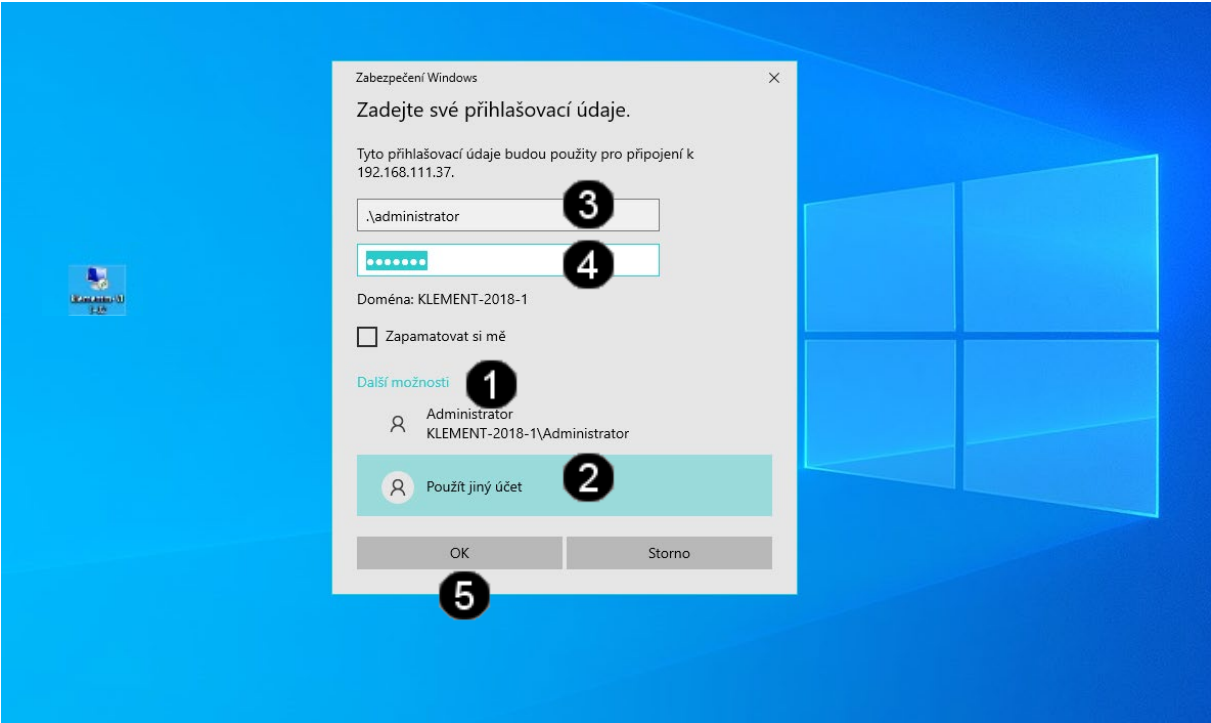 Zabezpečení Windows
Zadejte své přihlašovací údaje.
Tyto přihlašovací údaje budou použity pro připojení k
192.168.111.37.
.\administrator
3
●●●●●●●
4
Doména: KLEMENT-2018-1
Zapamatovat si mě
Další možnosti
1
Administrator
KLEMENT-2018-1\Administrator
Použít jiný účet
2
OK
Storno
5